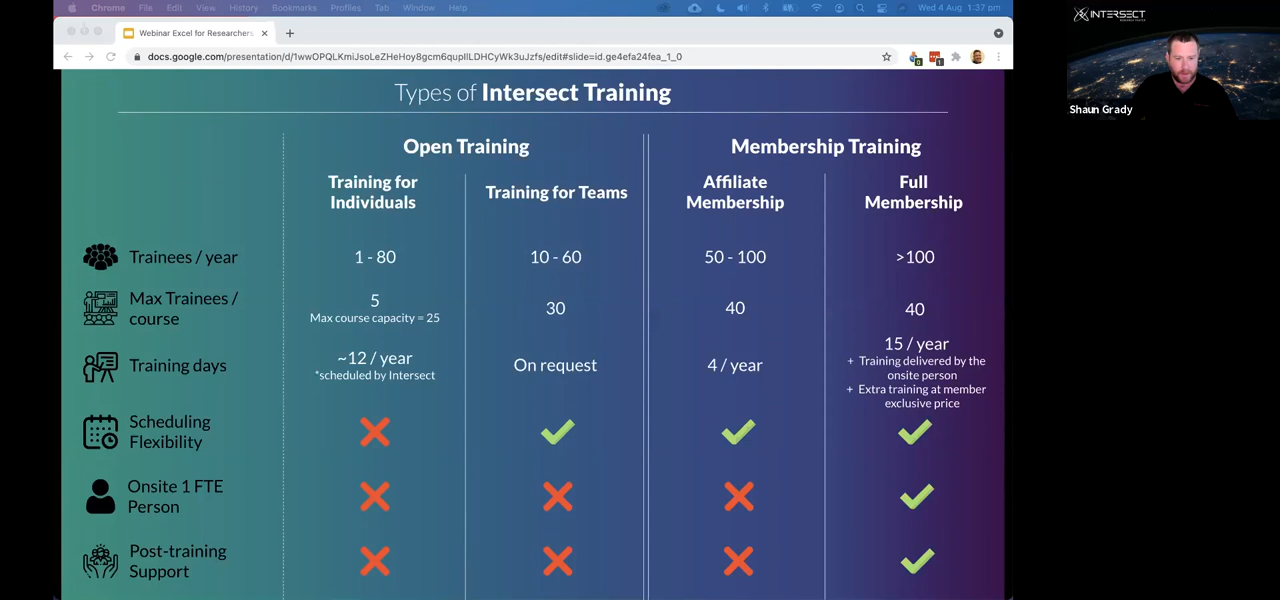 Chrome File Edit View History Bookmarks Profiles Tab Window Help
Wed 4 Aug 1:37 pm
Webinar Excel for Researchers
docs.google.com/presentation/d/1wwOPQLKmiJsoLeZHeHoy8gcm6qupIlLDHCyWk3uJzfs/edit#slide=id.ge4efa24fea_1_0
INTERSECT
Shaun Grady
Types of Intersect Training
Open Training
Membership Training
Training for
Individuals
Training for Teams
Affiliate
Membership
Full
Membership
Trainees / year
1 - 80
10 - 60
50 - 100
>100
Max Trainees /
course
5
Max course capacity = 25
30
40
40
Training days
~12 / year
*scheduled by Intersect
On request
4 / year
15 / year
+ Training delivered by the
onsite person
+ Extra training at member
exclusive price
Scheduling
Flexibility
Onsite 1 FTE
Person
Post-training
Support